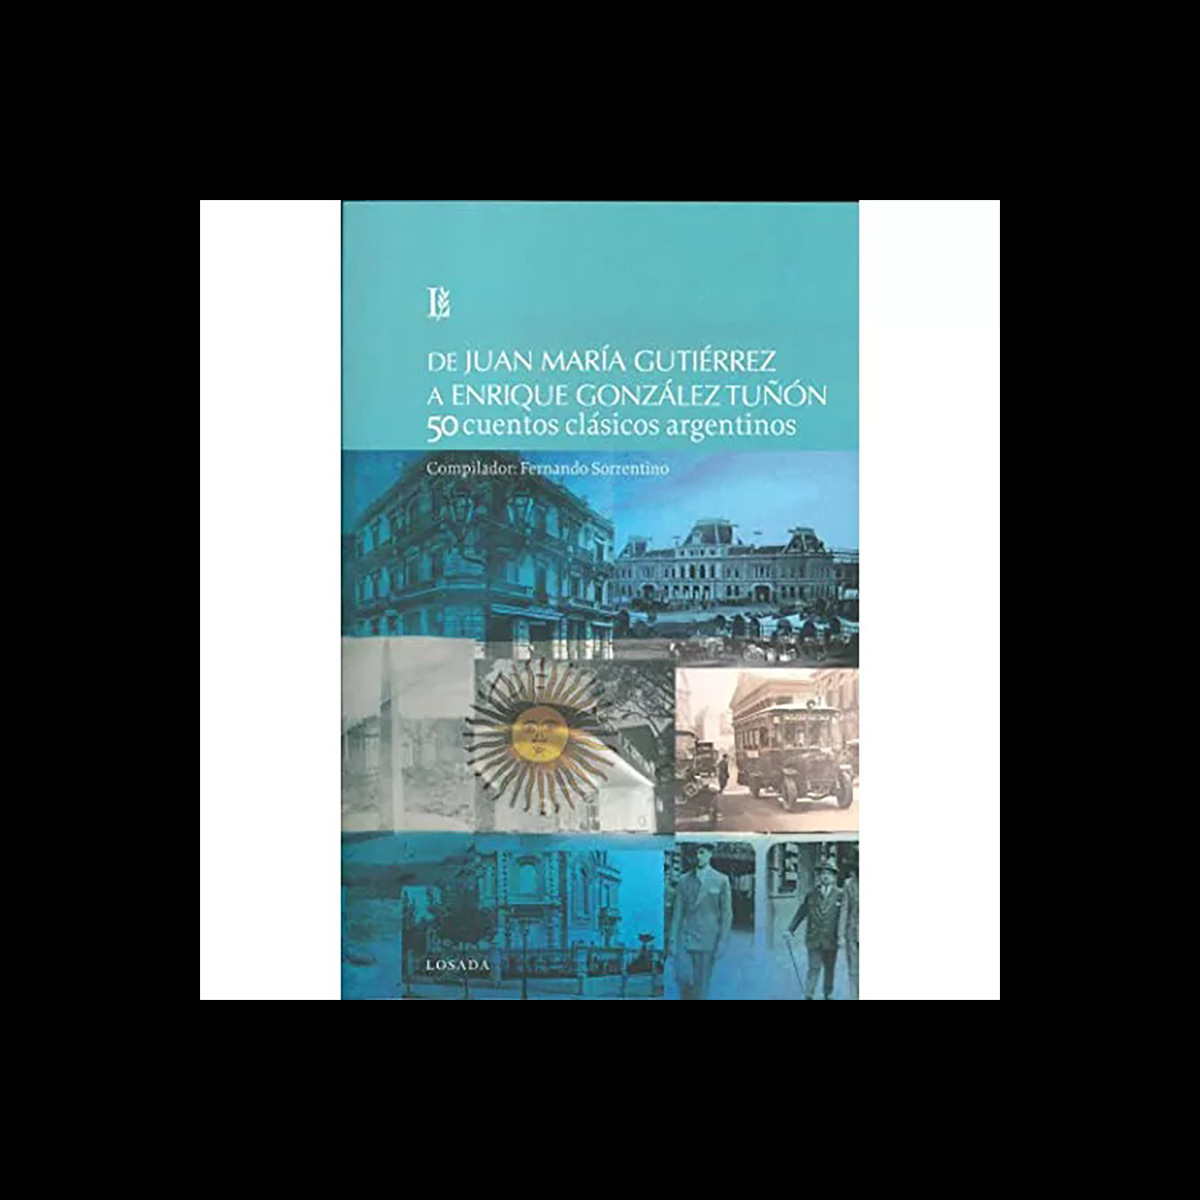 DE JUAN MARÍA GUTIÉRREZ
A ENRIQUE GONZÁLEZ TUÑÓN
50 cuentos clásicos argentinos
Compilador: Fernando Sorrentino
LOSADA